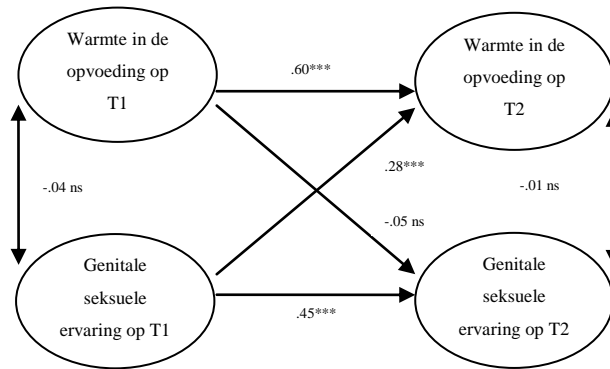 Warmte in de
opvoeding op
T1
Warmte in de
opvoeding op
T2
.60***
.28***
-.04 ns
-.01 ns
-.05 ns
Genitale
seksuele
ervaring op T1
Genitale
seksuele
ervaring op T2
.45***